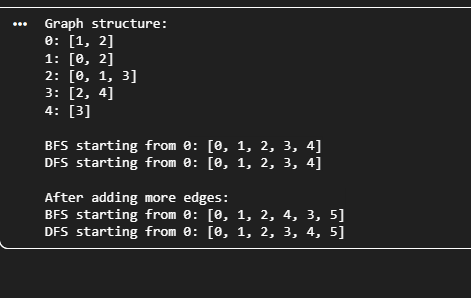 ••• Graph structure:
0: [1, 2]
1: [0, 2]
2: [0, 1, 3]
3: [2, 4]
4: [3]
BFS starting from 0: [0, 1, 2, 3, 4]
DFS starting from 0: [0, 1, 2, 3, 4]
After adding more edges:
BFS starting from 0: [0, 1, 2, 4, 3, 5]
DFS starting from 0: [0, 1, 2, 3, 4, 5]